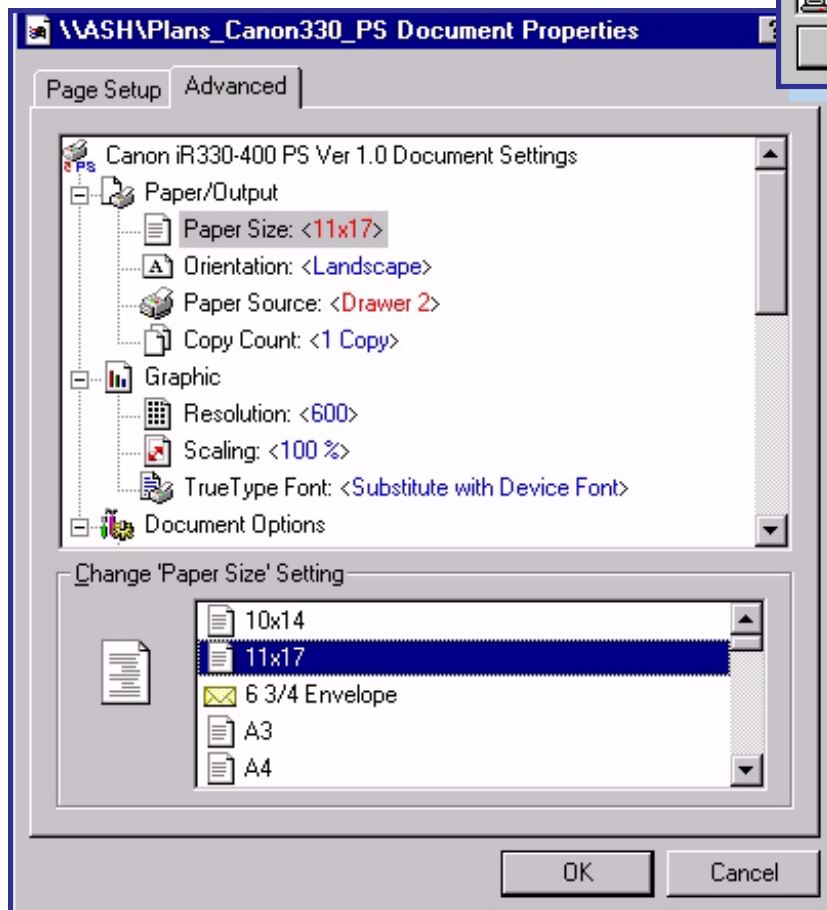 \\ASH\Plans_Canon330_PS Document Properties
Page Setup Advanced
PS Canon iR330-400 PS Ver 1.0 Document Settings
Paper/Output
Paper Size: <11x17>
A Orientation: <Landscape>
Paper Source: <Drawer 2>
Copy Count: <1 Copy>
Graphic
Resolution: <600>
Scaling: <100 %>
TrueType Font: <Substitute with Device Font>
Document Options
Change 'Paper Size' Setting
10x14
11x17
6 3/4 Envelope
A3
A4
OK Cancel